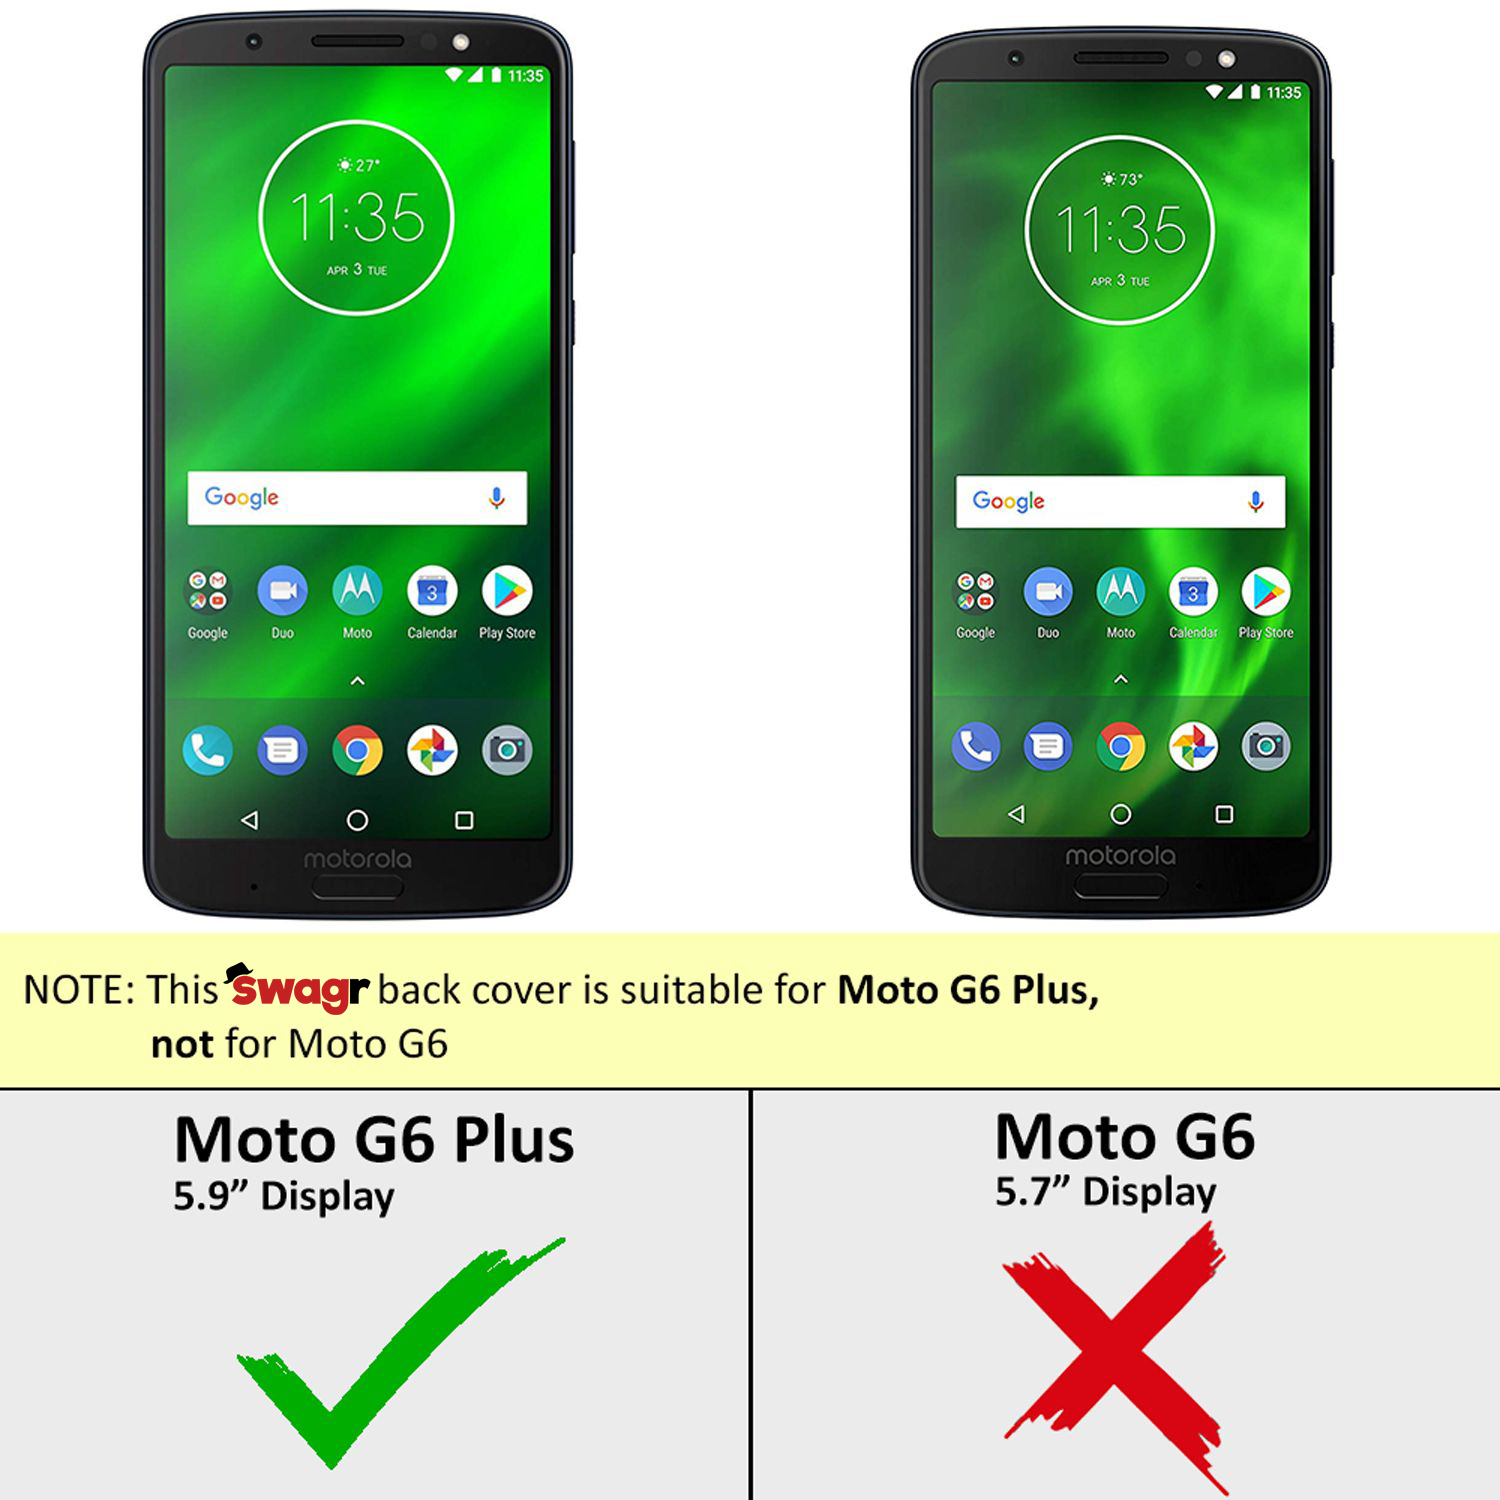 11:35
27°
11:35
APR 3 TUE
Google
Google
Duo
Moto
Calendar
Play Store
3
motorola
11:35
73°
11:35
APR 3 TUE
Google
Google
Duo
Moto
Calendar
Play Store
3
motorola
NOTE: This swagr back cover is suitable for Moto G6 Plus,
not for Moto G6
Moto G6 Plus
5.9” Display
Moto G6
5.7” Display